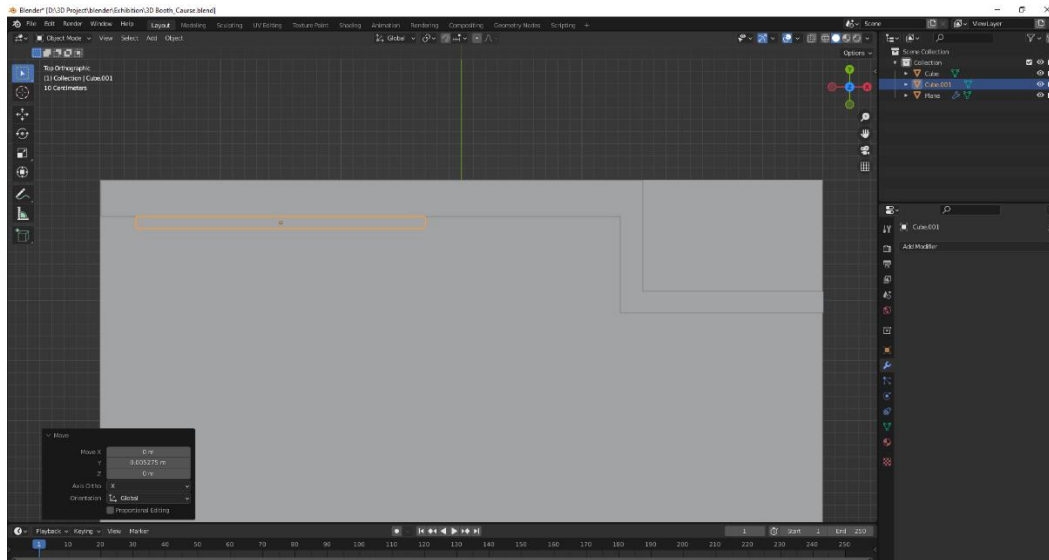 Blender* [D:\3D Project\blender\Exhibition\3D Booth_Caurse.blend]
File Edit Render Window Help Layout Modeling Sculpting UV Editing Texture Paint Shading Animation Rendering Compositing Geometry Nodes Scripting + Scene ViewLayer
Object Mode View Select Add Object Global
Options
Top Orthographic
(1) Collection | Cube.001
10 Centimeters
Scene Collection
Collection
Cube
Cube.001
Plane
Cube.001
Add Modifier
Move
Move X 0 m
Y 0.005275 m
Z 0 m
Axis Ortho X
Orientation Global
Proportional Editing
Playback Keying View Marker 1 Start 1 End 250
1 10 20 30 40 50 60 70 80 90 100 110 120 130 140 150 160 170 180 190 200 210 220 230 240 250